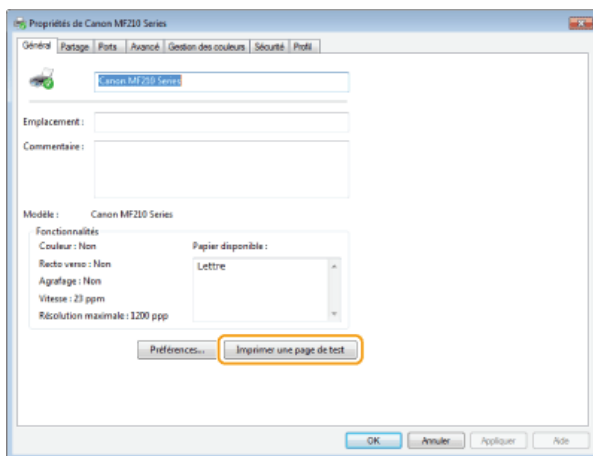 Propriétés de Canon MF210 Series
Général Partage Ports Avancé Gestion des couleurs Sécurité Profil
Canon MF210 Series
Emplacement :
Commentaire :
Modèle : Canon MF210 Series
Fonctionnalités
Couleur : Non Papier disponible :
Recto verso : Non Lettre
Agrafage : Non
Vitesse : 23 ppm
Résolution maximale : 1200 ppp
Préférences... Imprimer une page de test
OK Annuler Appliquer Aide